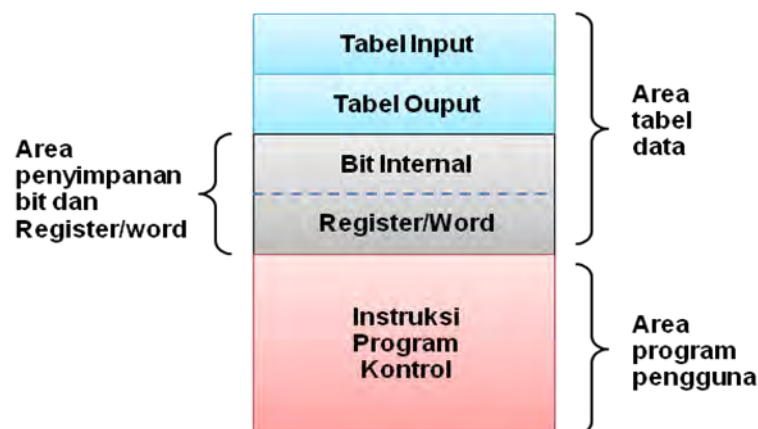 Tabel Input
Tabel Ouput
Bit Internal
Register/Word
Instruksi
Program
Kontrol
Area
penyimpanan
bit dan
Register/word
Area
tabel
data
Area
program
pengguna